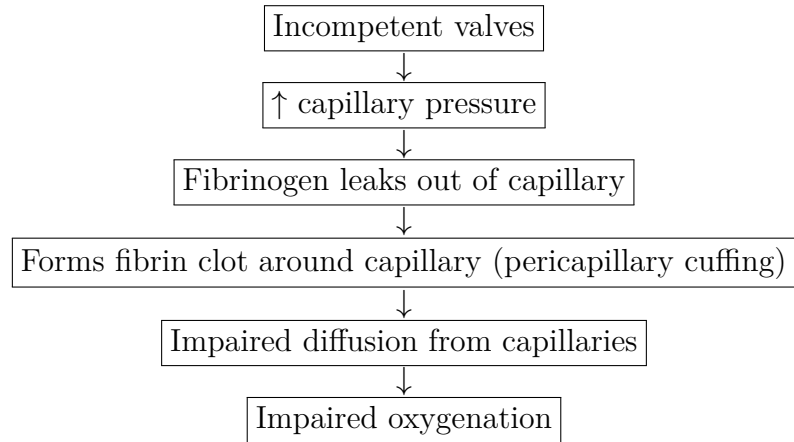 Incompetent valves
↑ capillary pressure
Fibrinogen leaks out of capillary
Forms fibrin clot around capillary (pericapillary cuffing)
Impaired diffusion from capillaries
Impaired oxygenation